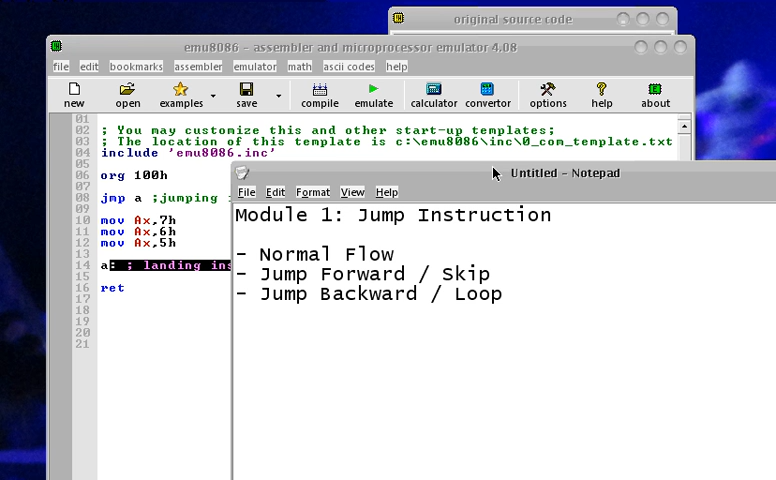 original source code
emu8086 - assembler and microprocessor emulator 4.08
file edit bookmarks assembler emulator math ascii codes help
new open examples save compile emulate calculator convertor options help about
01
02 ; You may customize this and other start-up templates;
03 ; The location of this template is c:\emu8086\inc\0_com_template.txt
04 include 'emu8086.inc'
05
06 org 100h
07
08 jmp a ;jumping
09
10 mov Ax,7h
11 mov Ax,6h
12 mov Ax,5h
13
14 a: ; landing ins
15
16 ret
17
18
19
20
21
Untitled - Notepad
File Edit Format View Help
Module 1: Jump Instruction
- Normal Flow
- Jump Forward / Skip
- Jump Backward / Loop